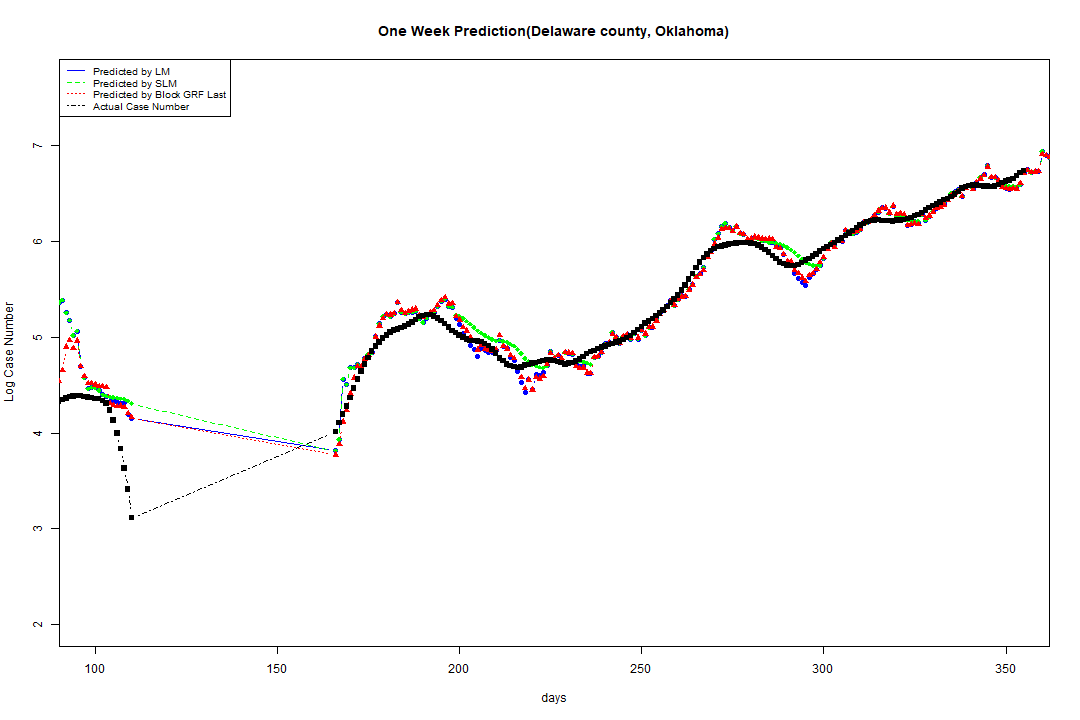 One Week Prediction(Delaware county, Oklahoma)
Predicted by LM
Predicted by SLM
Predicted by Block GRF Last
Actual Case Number
Log Case Number
7
6
5
4
3
2
100 150 200 250 300 350
days